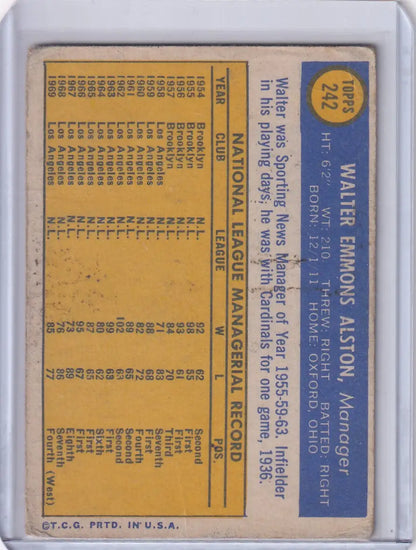 TOPPS
242
WALTER EMMONS ALSTON, Manager
HT: 6'2" WT: 210 THREW: RIGHT BATTED: RIGHT
BORN: 12/1/11 HOME: OXFORD, OHIO
Walter was Sporting News Manager of Year 1955-59-63. Infielder
in his playing days; he was with Cardinals for one game, 1936.
NATIONAL LEAGUE MANAGERIAL RECORD
YEAR CLUB LEAGUE W L POS.
1954 Brooklyn N.L. 92 62 Second
1955 Brooklyn N.L. 98 55 First
1956 Brooklyn N.L. 93 61 First
1957 Brooklyn N.L. 84 70 Third
1958 Los Angeles N.L. 71 83 Seventh
1959 Los Angeles N.L. 88 68 First
1960 Los Angeles N.L. 82 72 Fourth
1961 Los Angeles N.L. 89 65 Second
1962 Los Angeles N.L. 102 63 Second
1963 Los Angeles N.L. 99 63 First
1964 Los Angeles N.L. 80 82 Sixth
1965 Los Angeles N.L. 97 65 First
1966 Los Angeles N.L. 95 67 First
1967 Los Angeles N.L. 73 89 Eighth
1968 Los Angeles N.L. 76 86 Seventh
1969 Los Angeles N.L. 85 77 Fourth (West)
©T.C.G. PRTD. IN U.S.A.